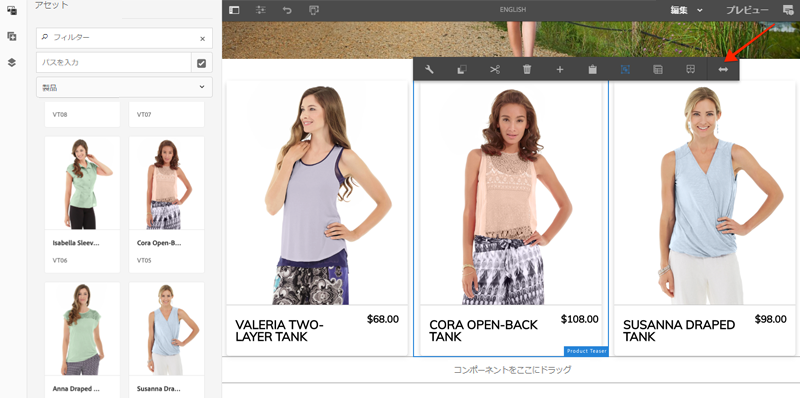 アセット
フィルター
パスを入力
製品
VT08
VT07
Isabella Sleev...
Cora Open-B...
VT06
VT05
Anna Draped ...
Susanna Dra...
ENGLISH
編集
プレビュー
VALERIA TWO-
LAYER TANK
$68.00
CORA OPEN-BACK
TANK
$108.00
Product Teaser
SUSANNA DRAPED
TANK
$98.00
コンポーネントをここにドラッグ